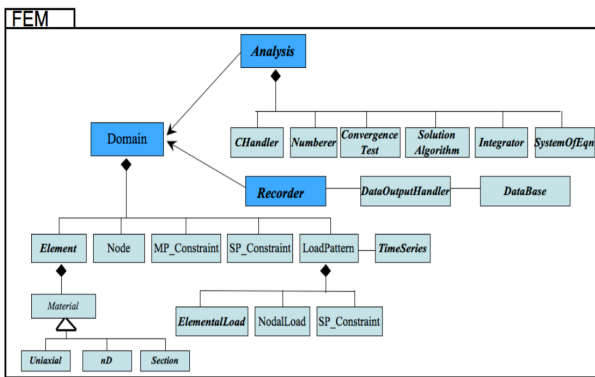 FEM
Analysis
Domain
CHandler
Numberer
Convergence
Test
Solution
Algorithm
Integrator
SystemOfEqn
Recorder
DataOutputHandler
DataBase
Element
Node
MP_Constraint
SP_Constraint
LoadPattern
TimeSeries
Material
ElementalLoad
NodalLoad
SP_Constraint
Uniaxial
nD
Section